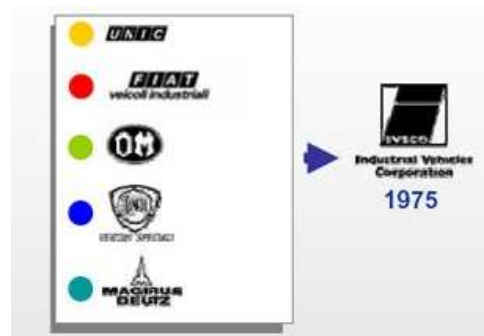 UNIC
FIAT
veicoli industriali
OM
MAGIRUS
DEUTZ
IVECO
Industrial Vehicles
Corporation
1975